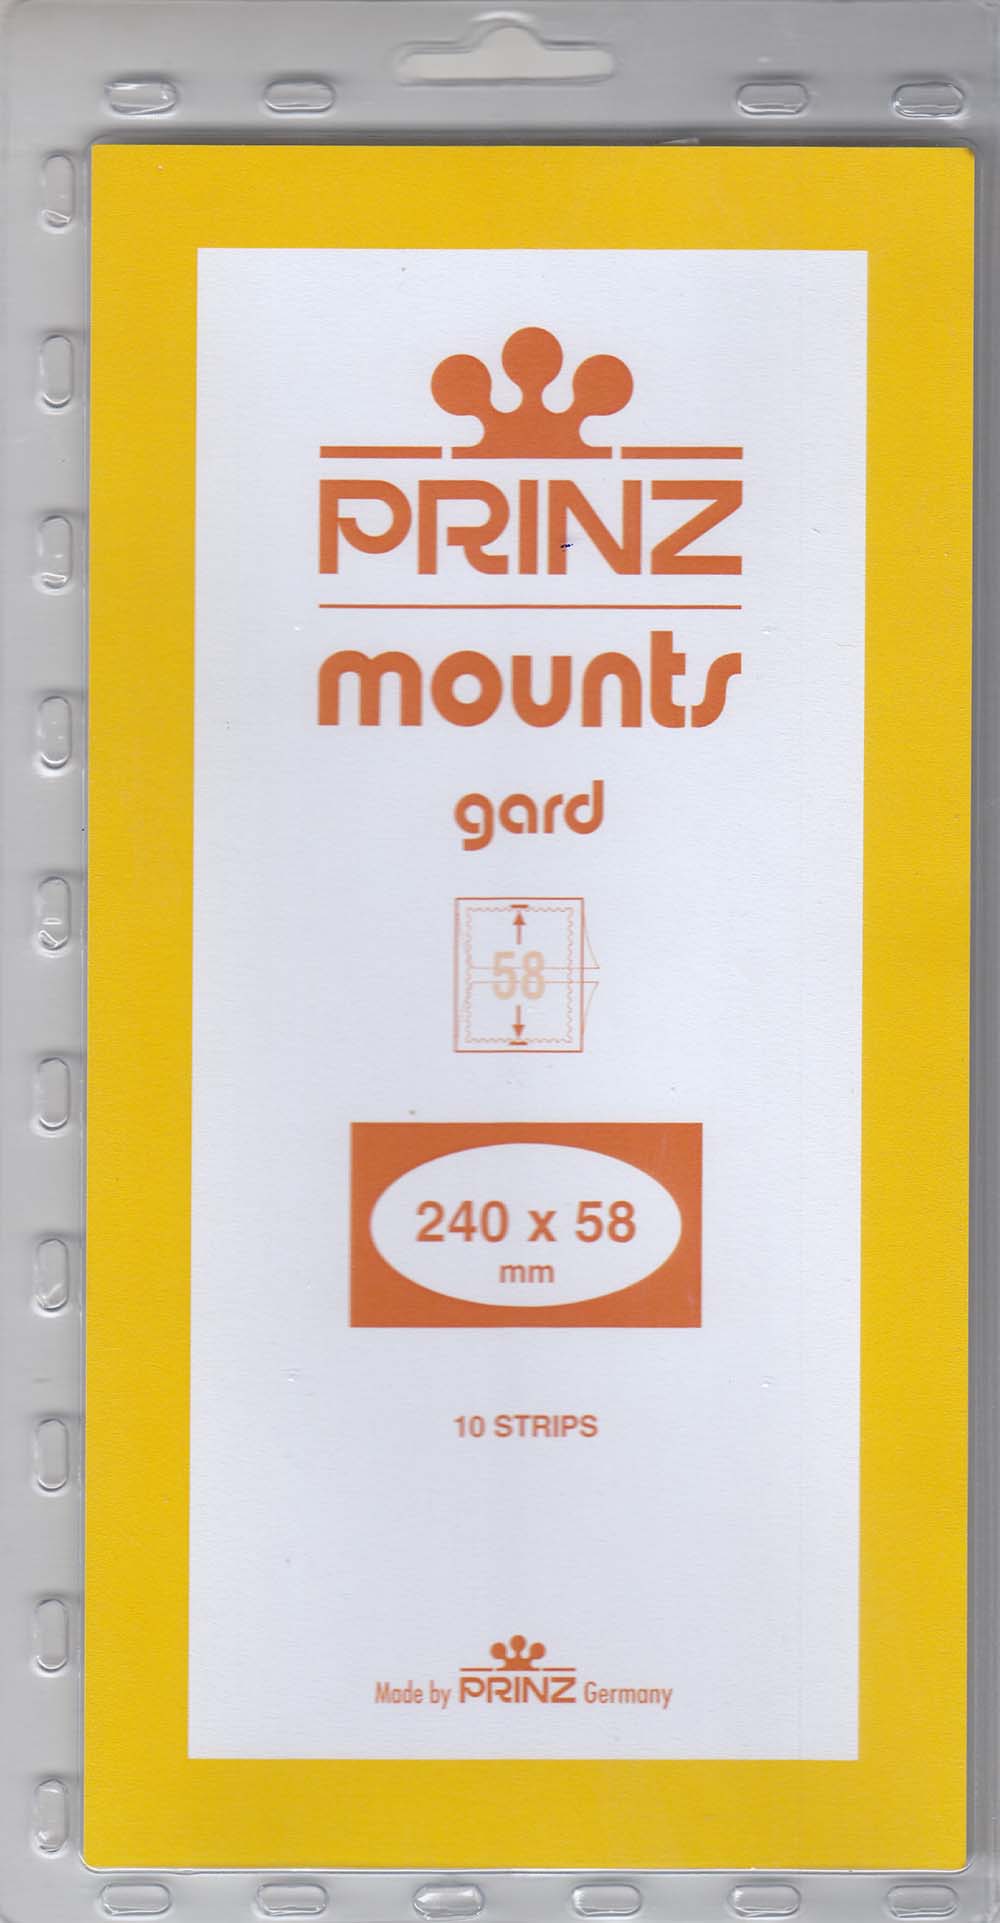 PRINZ
mounts
gard
58
240 x 58
mm
10 STRIPS
Made by PRINZ Germany